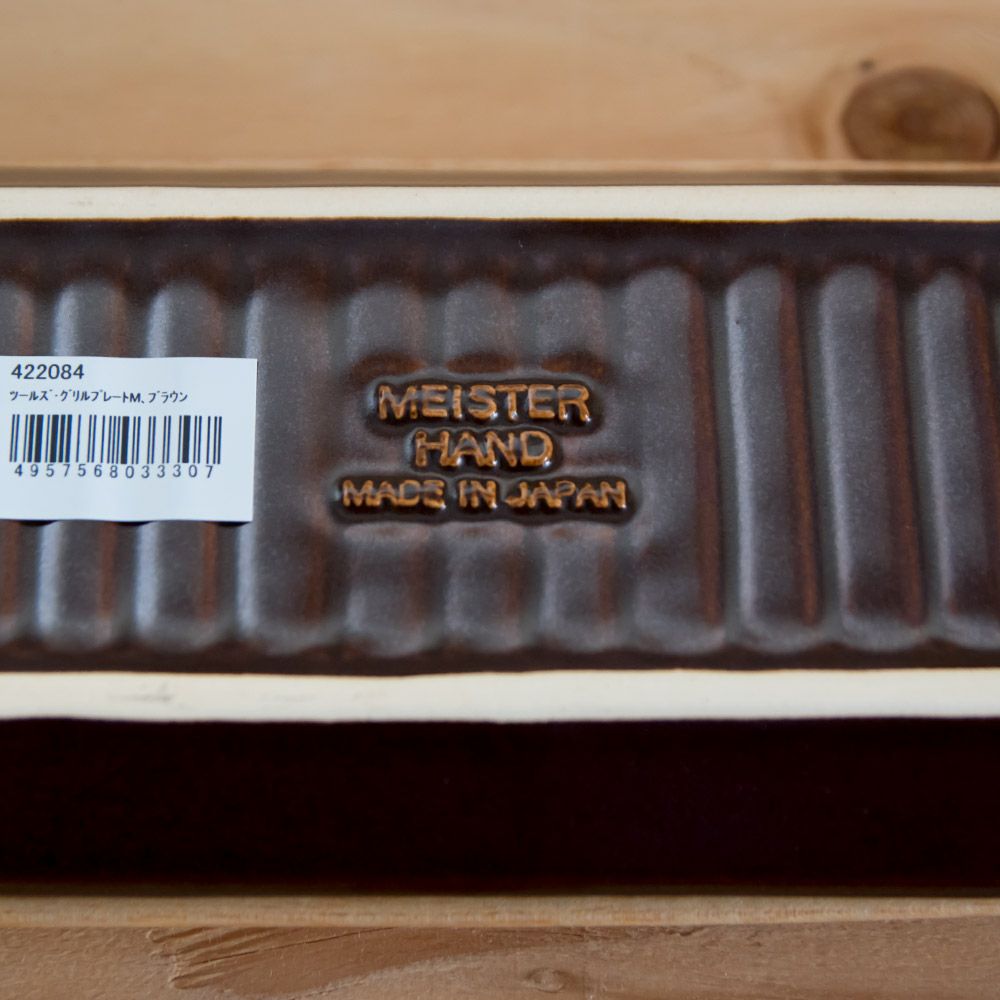 422084
ﾂｰﾙｽﾞ･ｸﾞﾘﾙﾌﾟﾚｰﾄM､ﾌﾞﾗｳﾝ
4957568033307
MEISTER
HAND
MADE IN JAPAN